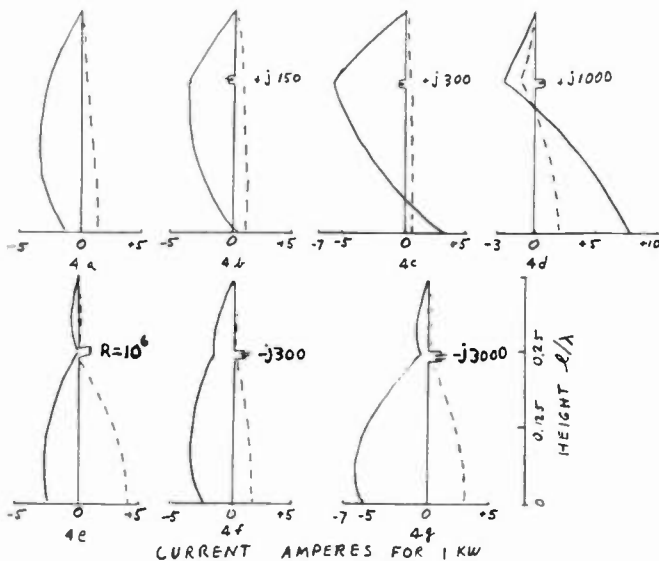 +j150
+j300
+j1000
-5 0 +5
-5 0 +5
-7 -5 0 +5
-3 0 +5 +10
4a
4b
4c
4d
R=10⁶
-j300
-j3000
-5 0 +5
-5 0 +5
-7 -5 0 +5
4e
4f
4g
0 0.125 0.25
HEIGHT ℓ/λ
CURRENT AMPERES FOR 1 KW